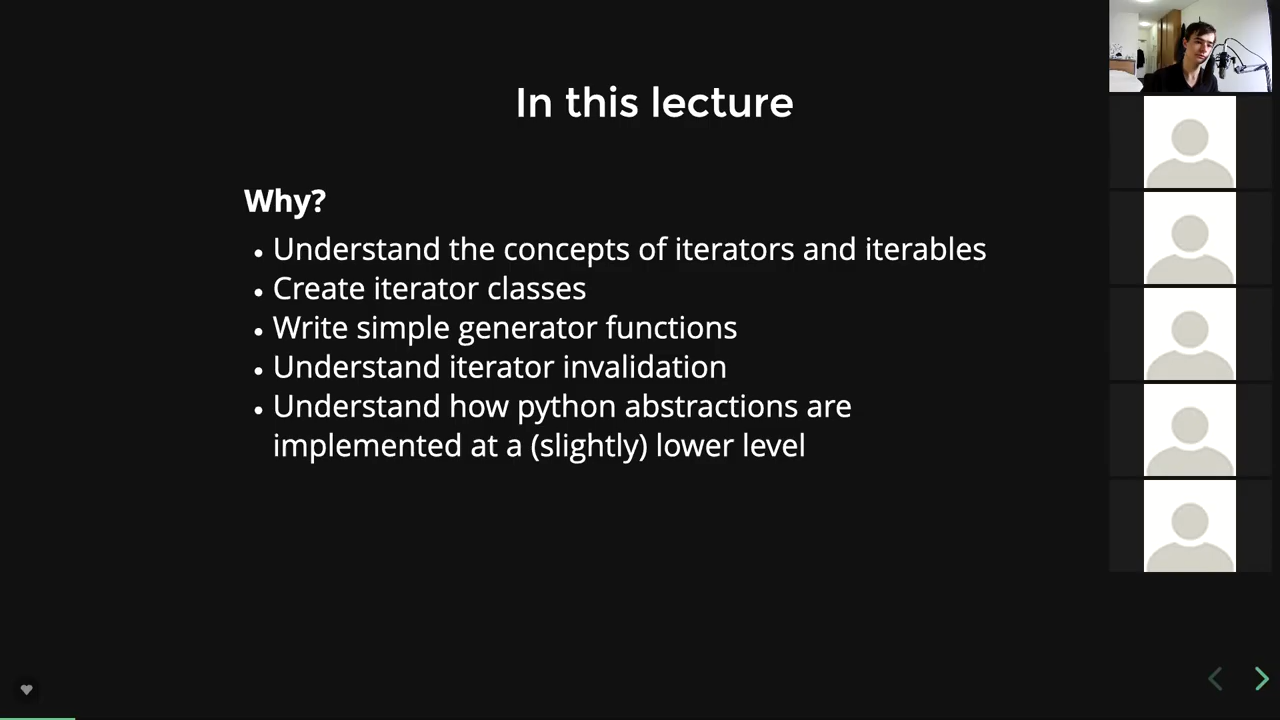 In this lecture
Why?
Understand the concepts of iterators and iterables
Create iterator classes
Write simple generator functions
Understand iterator invalidation
Understand how python abstractions are
implemented at a (slightly) lower level